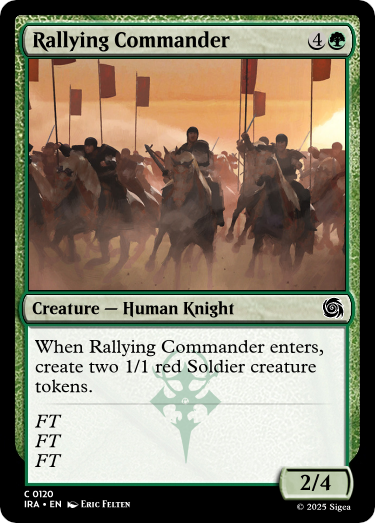 Rallying Commander 4
Creature — Human Knight
When Rallying Commander enters,
create two 1/1 red Soldier creature
tokens.
FT
FT
FT
2/4
C 0120
IRA • EN Eric Felten
© 2025 Sigea